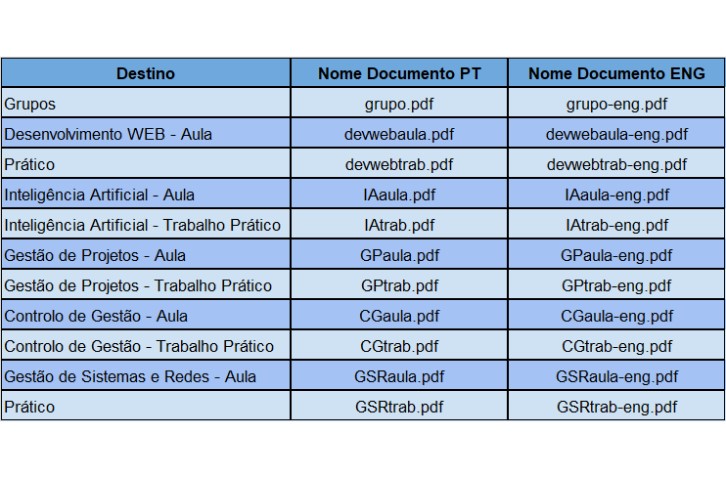 Destino Nome Documento PT Nome Documento ENG
Grupos grupo.pdf grupo-eng.pdf
Desenvolvimento WEB - Aula devwebaula.pdf devwebaula-eng.pdf
Prático devwebtrab.pdf devwebtrab-eng.pdf
Inteligência Artificial - Aula IAaula.pdf IAaula-eng.pdf
Inteligência Artificial - Trabalho Prático IAtrab.pdf IAtrab-eng.pdf
Gestão de Projetos - Aula GPaula.pdf GPaula-eng.pdf
Gestão de Projetos - Trabalho Prático GPtrab.pdf GPtrab-eng.pdf
Controlo de Gestão - Aula CGaula.pdf CGaula-eng.pdf
Controlo de Gestão - Trabalho Prático CGtrab.pdf CGtrab-eng.pdf
Gestão de Sistemas e Redes - Aula GSRaula.pdf GSRaula-eng.pdf
Prático GSRtrab.pdf GSRtrab-eng.pdf